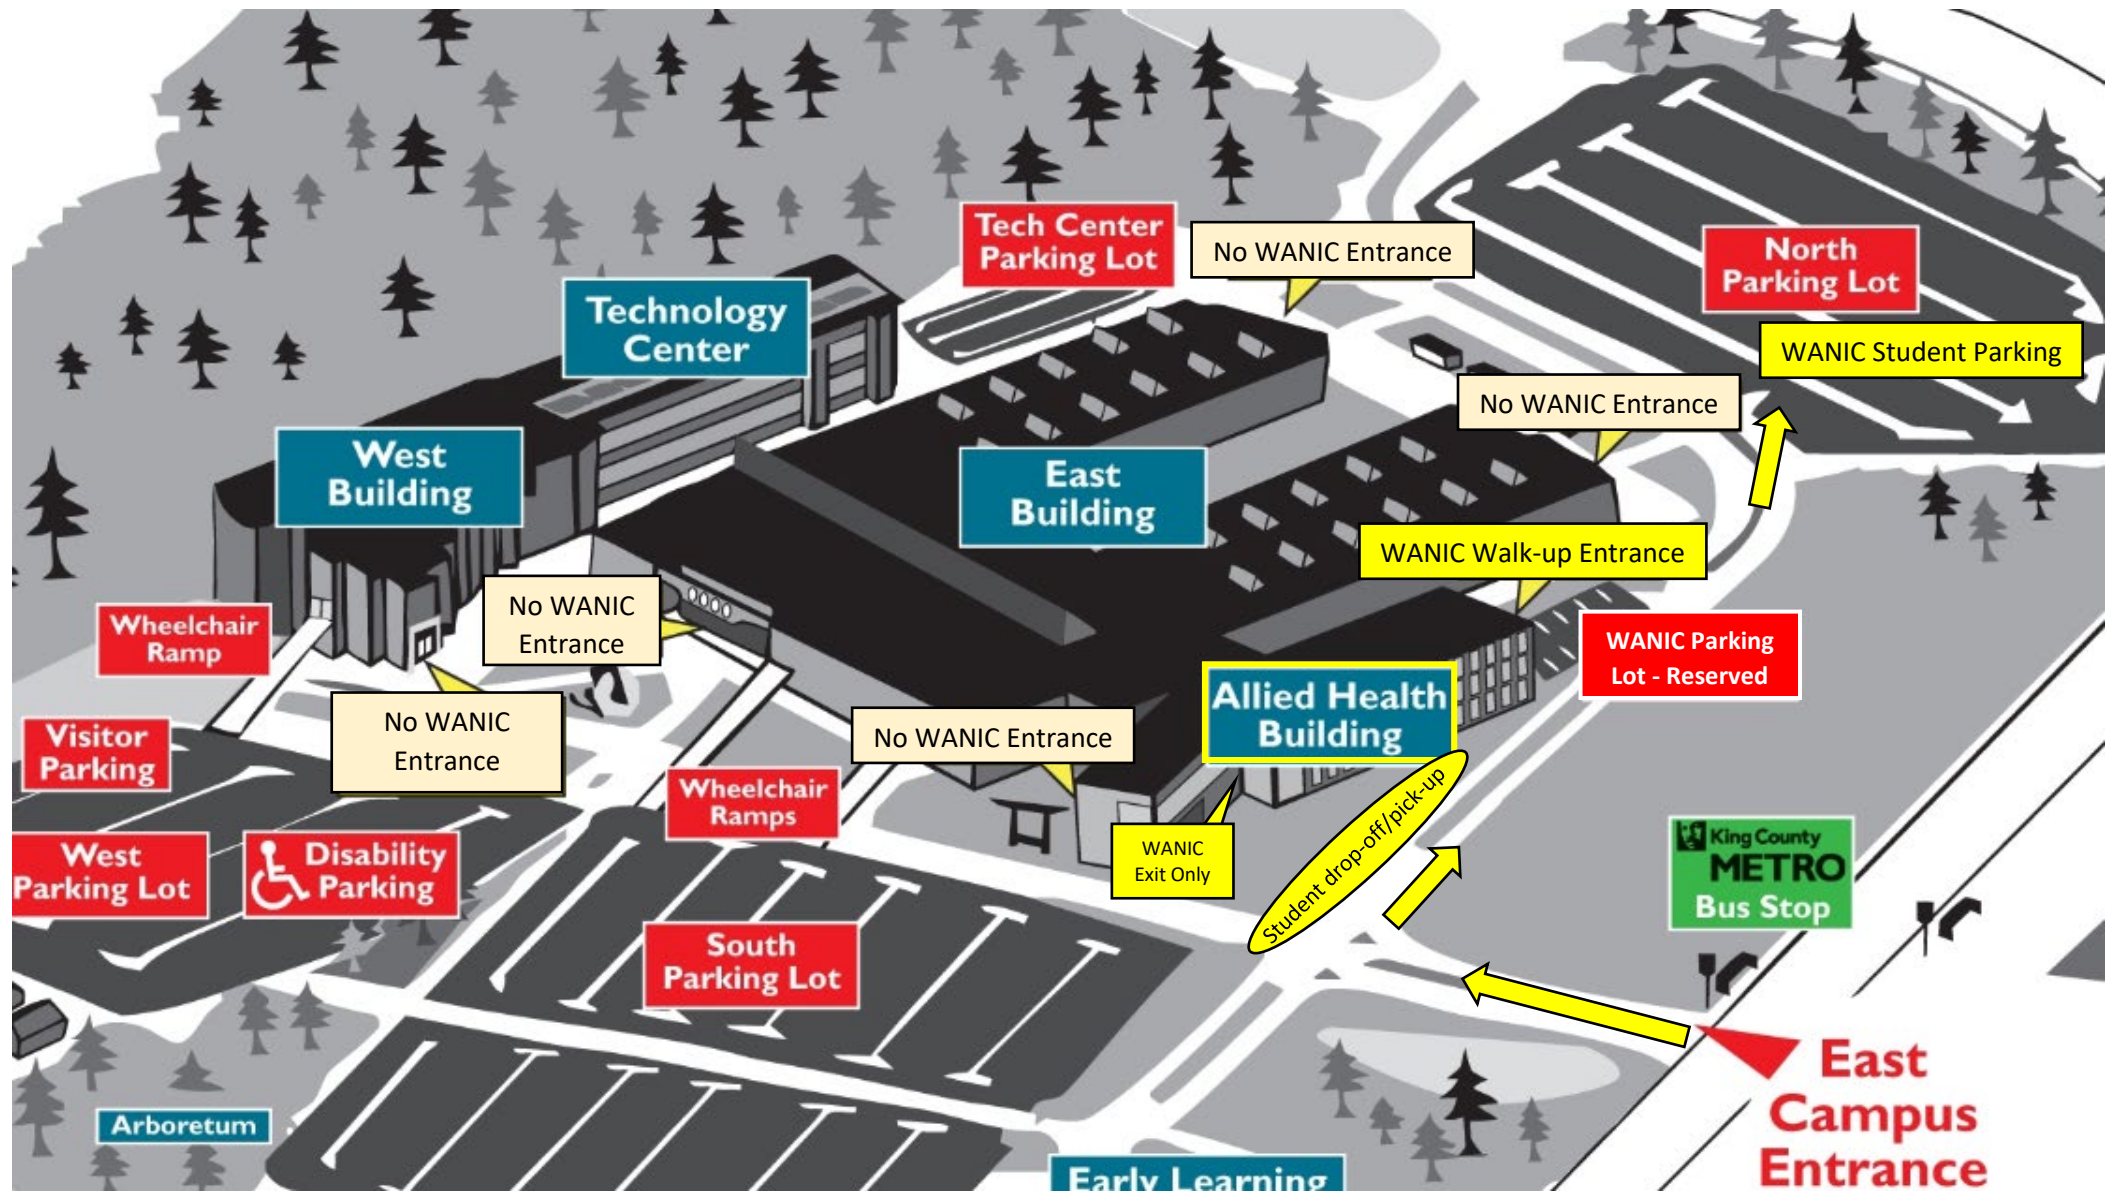 Tech Center
Parking Lot
No WANIC Entrance
North
Parking Lot
WANIC Student Parking
Technology
Center
No WANIC Entrance
West
Building
East
Building
WANIC Walk-up Entrance
No WANIC
Entrance
Wheelchair
Ramp
WANIC Parking
Lot - Reserved
Allied Health
Building
No WANIC
Entrance
No WANIC Entrance
Visitor
Parking
Wheelchair
Ramps
Student drop-off/pick-up
WANIC
Exit Only
King County
METRO
Bus Stop
West
Parking Lot
Disability
Parking
South
Parking Lot
East
Campus
Entrance
Arboretum
Early Learning